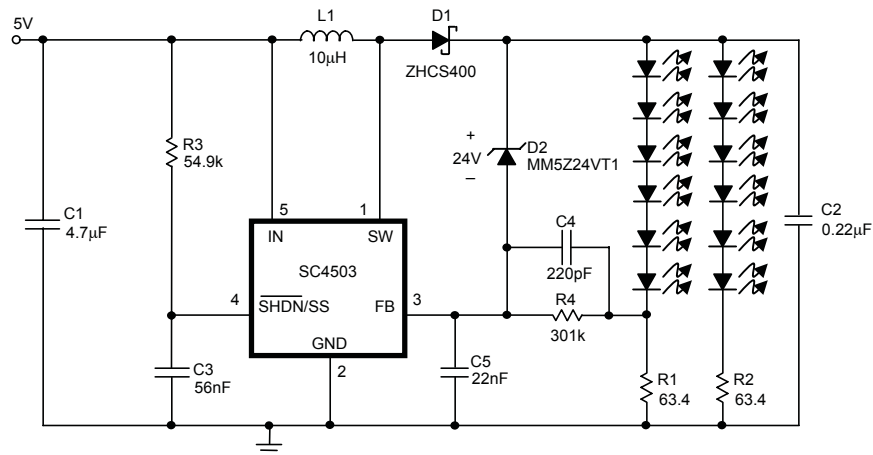 5V
L1
10μH
D1
ZHCS400
R3
54.9k
+
24V
–
D2
MM5Z24VT1
C1
4.7μF
5
1
IN
SW
SC4503
4
SHDN/SS
FB
3
GND
2
C4
220pF
R4
301k
C2
0.22μF
C3
56nF
C5
22nF
R1
63.4
R2
63.4